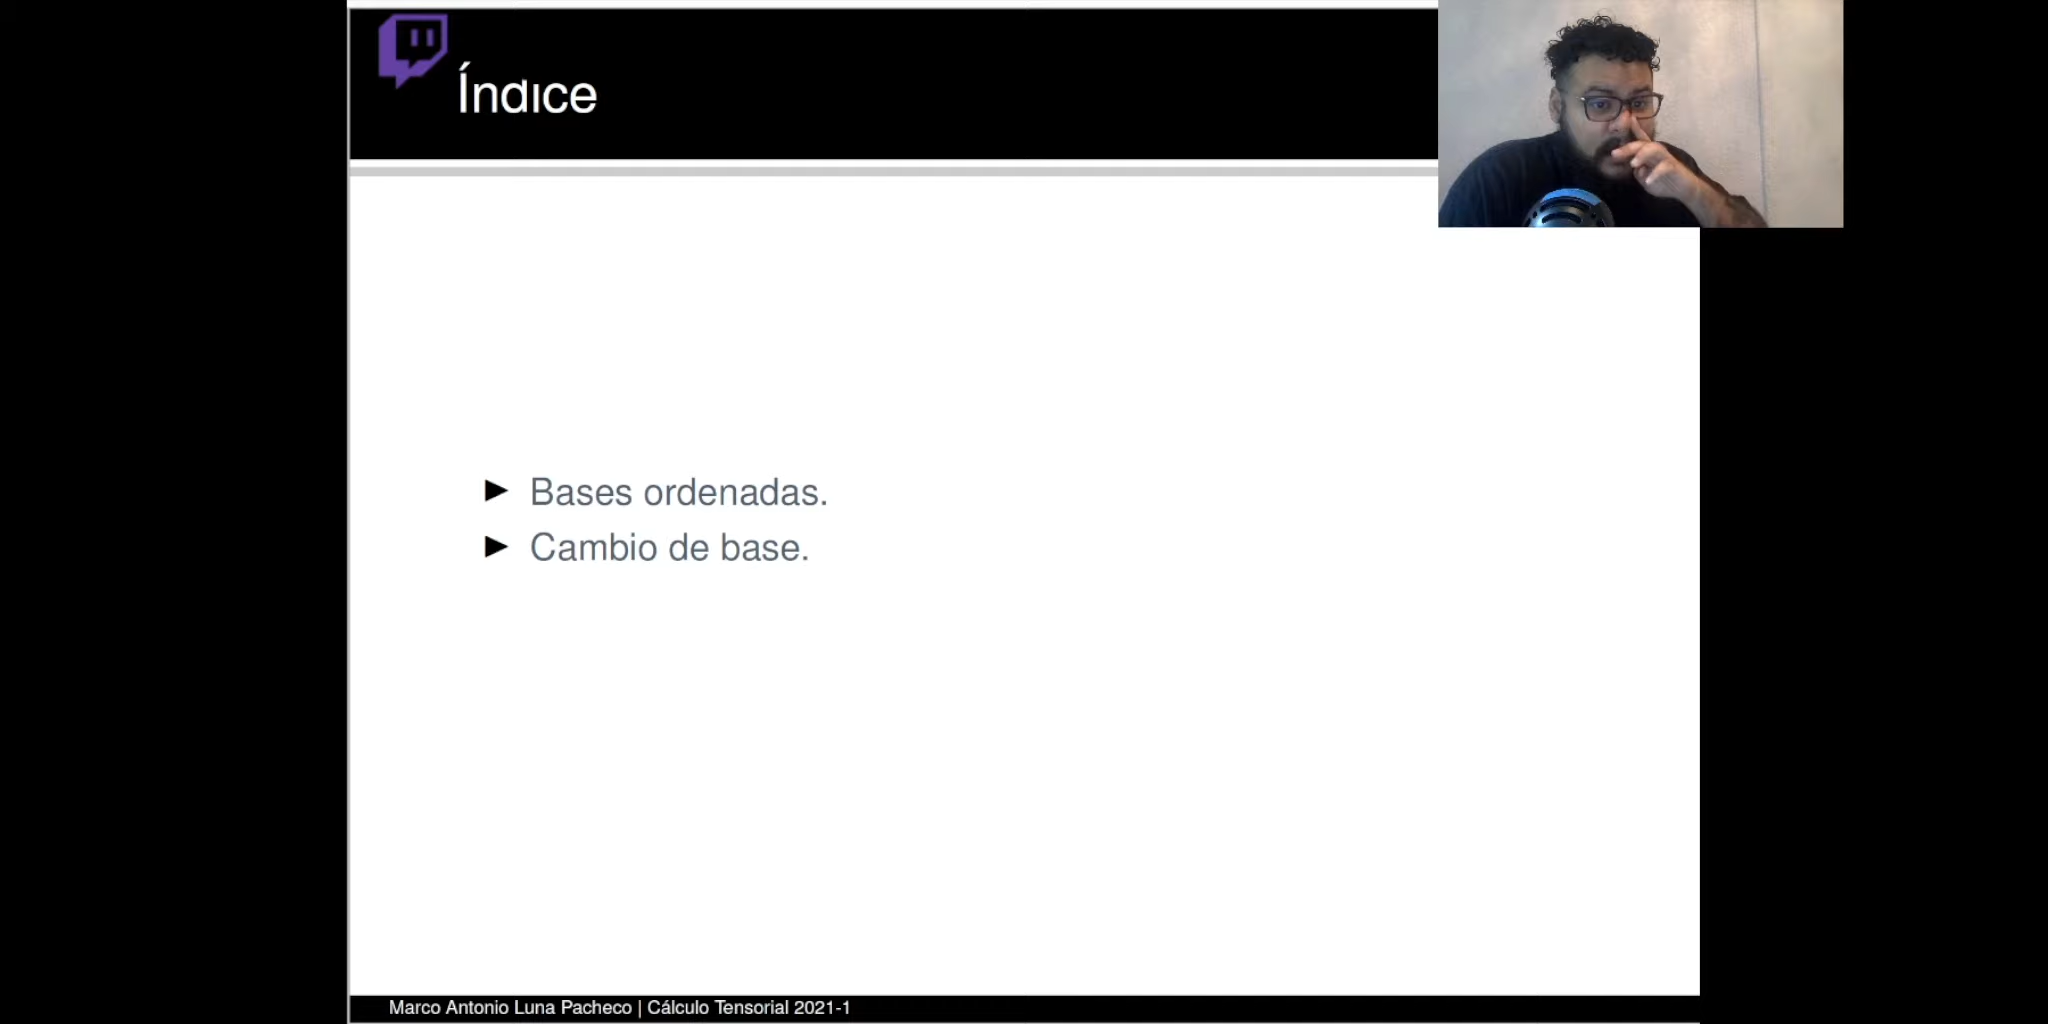 Índice
Bases ordenadas.
Cambio de base.
Marco Antonio Luna Pacheco | Cálculo Tensorial 2021-1